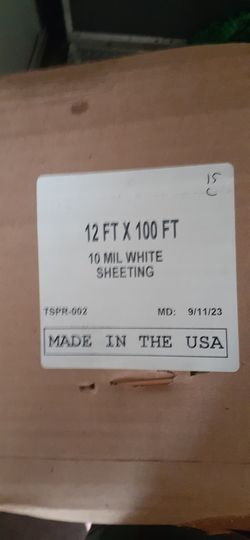 12 FT X 100 FT
10 MIL WHITE
SHEETING
TSPR-002 MD: 9/11/23
MADE IN THE USA